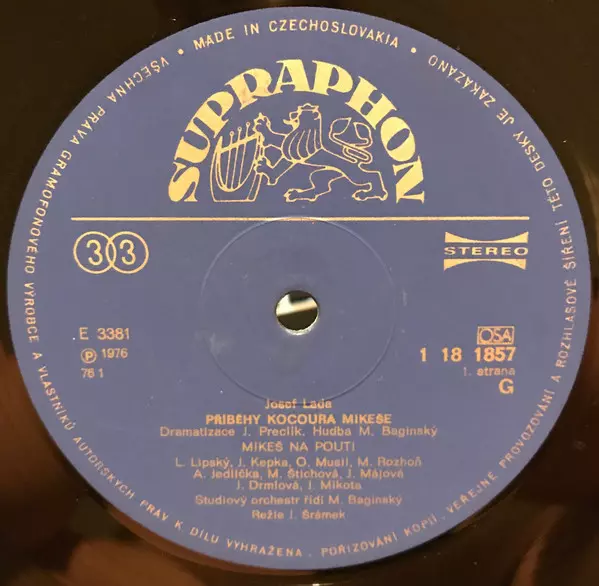 • MADE IN CZECHOSLOVAKIA •
VŠECHNA PRÁVA GRAMOFONOVÉHO VÝROBCE A VLASTNÍKŮ AUTORSKÝCH PRÁV K DÍLU VYHRAŽENA. POŘIZOVÁNÍ KOPIÍ, VEŘEJNÉ PROVOZOVÁNÍ A ROZHLASOVÉ ŠÍŘENÍ TÉTO DESKY JE ZAKÁZÁNO
SUPRAPHON
33
STEREO
E 3381
Ⓟ 1976
76 1
OSA
1 18 1857
1. strana
G
Josef Lada
PŘÍBĚHY KOCOURA MIKEŠE
Dramatizace J. Preclík. Hudba M. Baginský
MIKEŠ NA POUTI
L. Lipský, J. Kepka, O. Musil, M. Rozhoň
A. Jedlička, M. Štichová, J. Májová
J. Drmlová, J. Mikota
Studiový orchestr řídí M. Baginský
Režie J. Šrámek